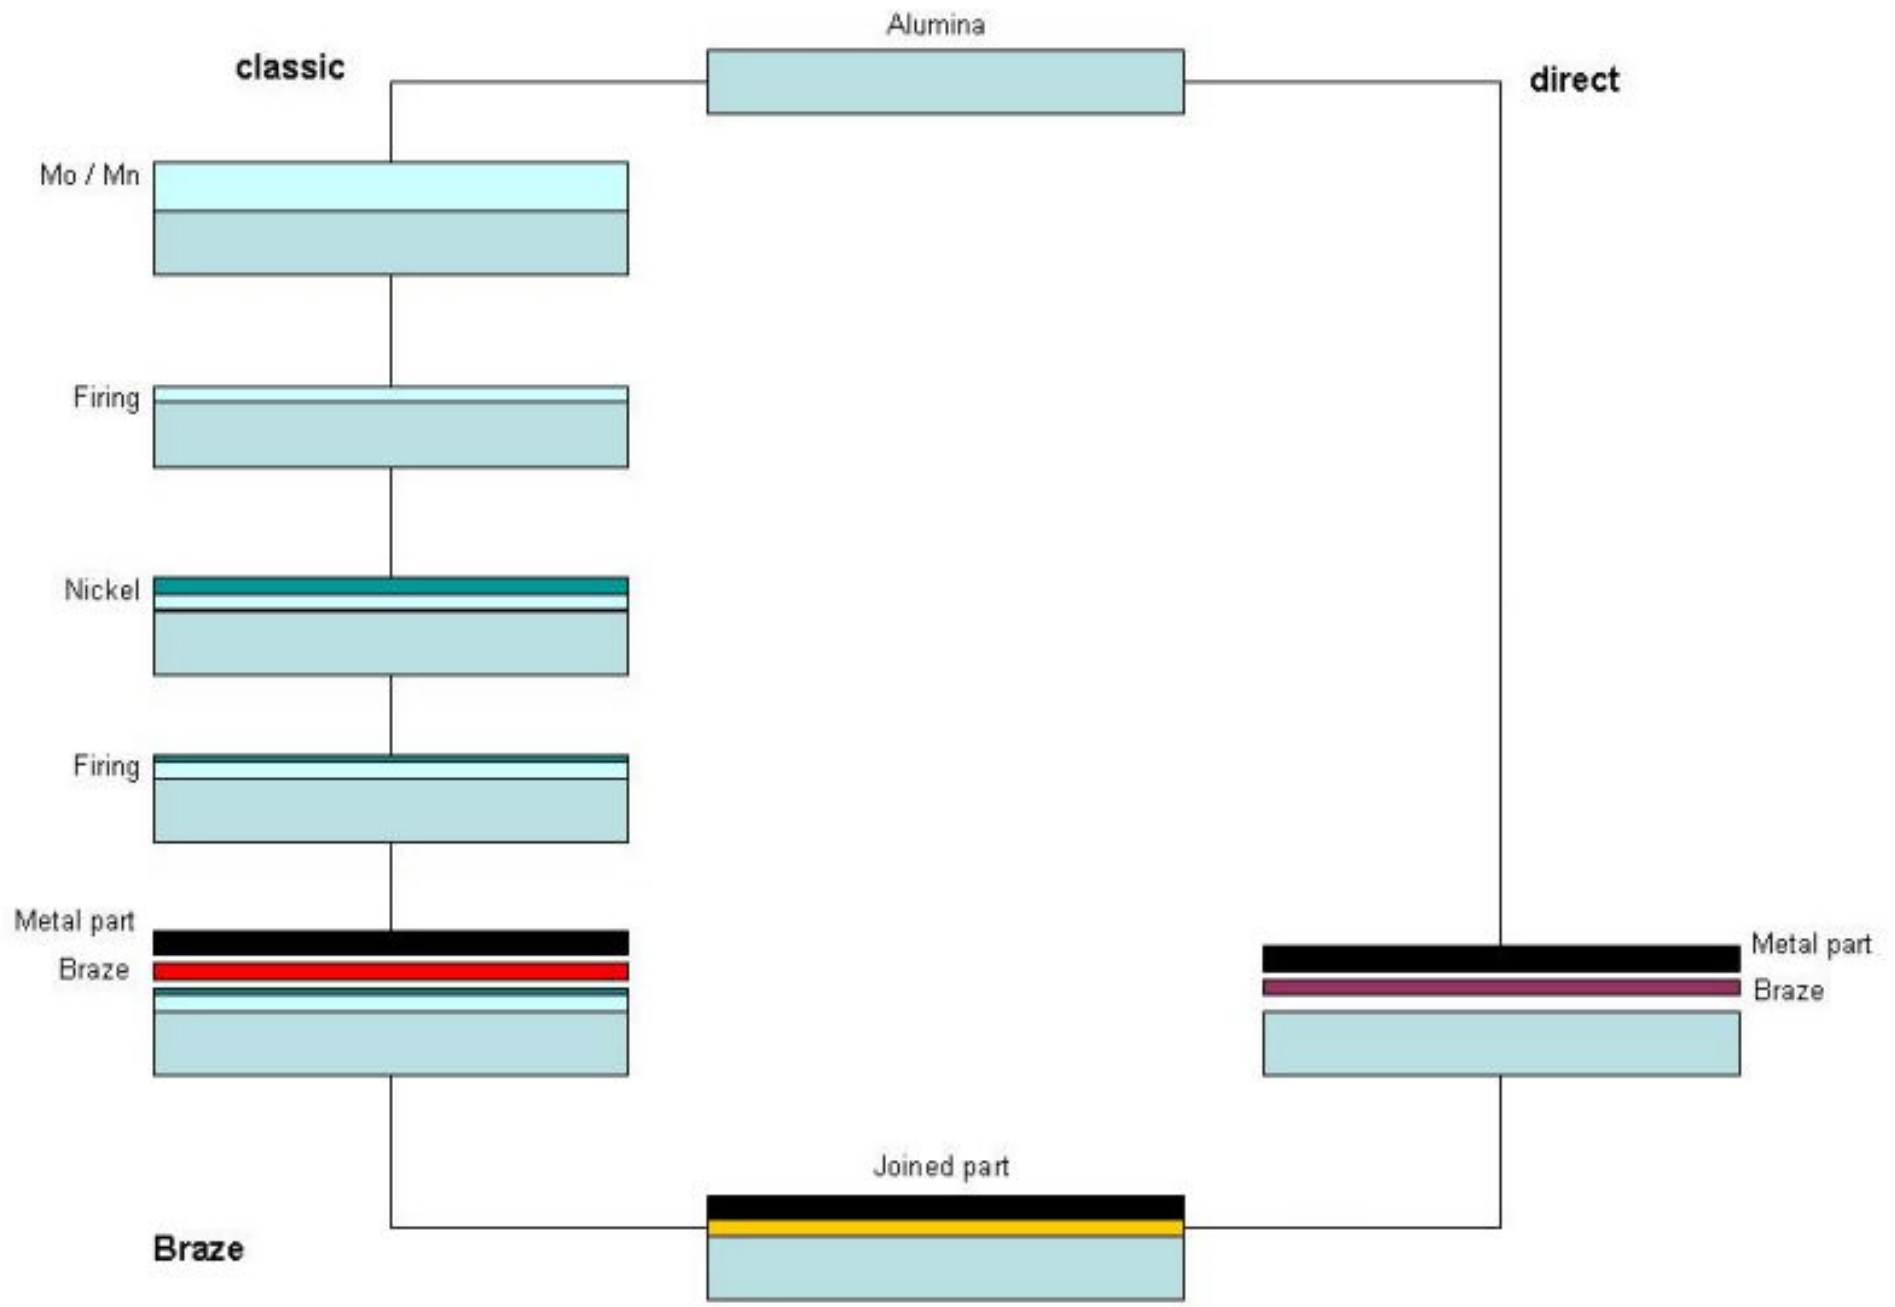 Alumina
classic
direct
Mo / Mn
Firing
Nickel
Firing
Metal part
Braze
Metal part
Braze
Joined part
Braze